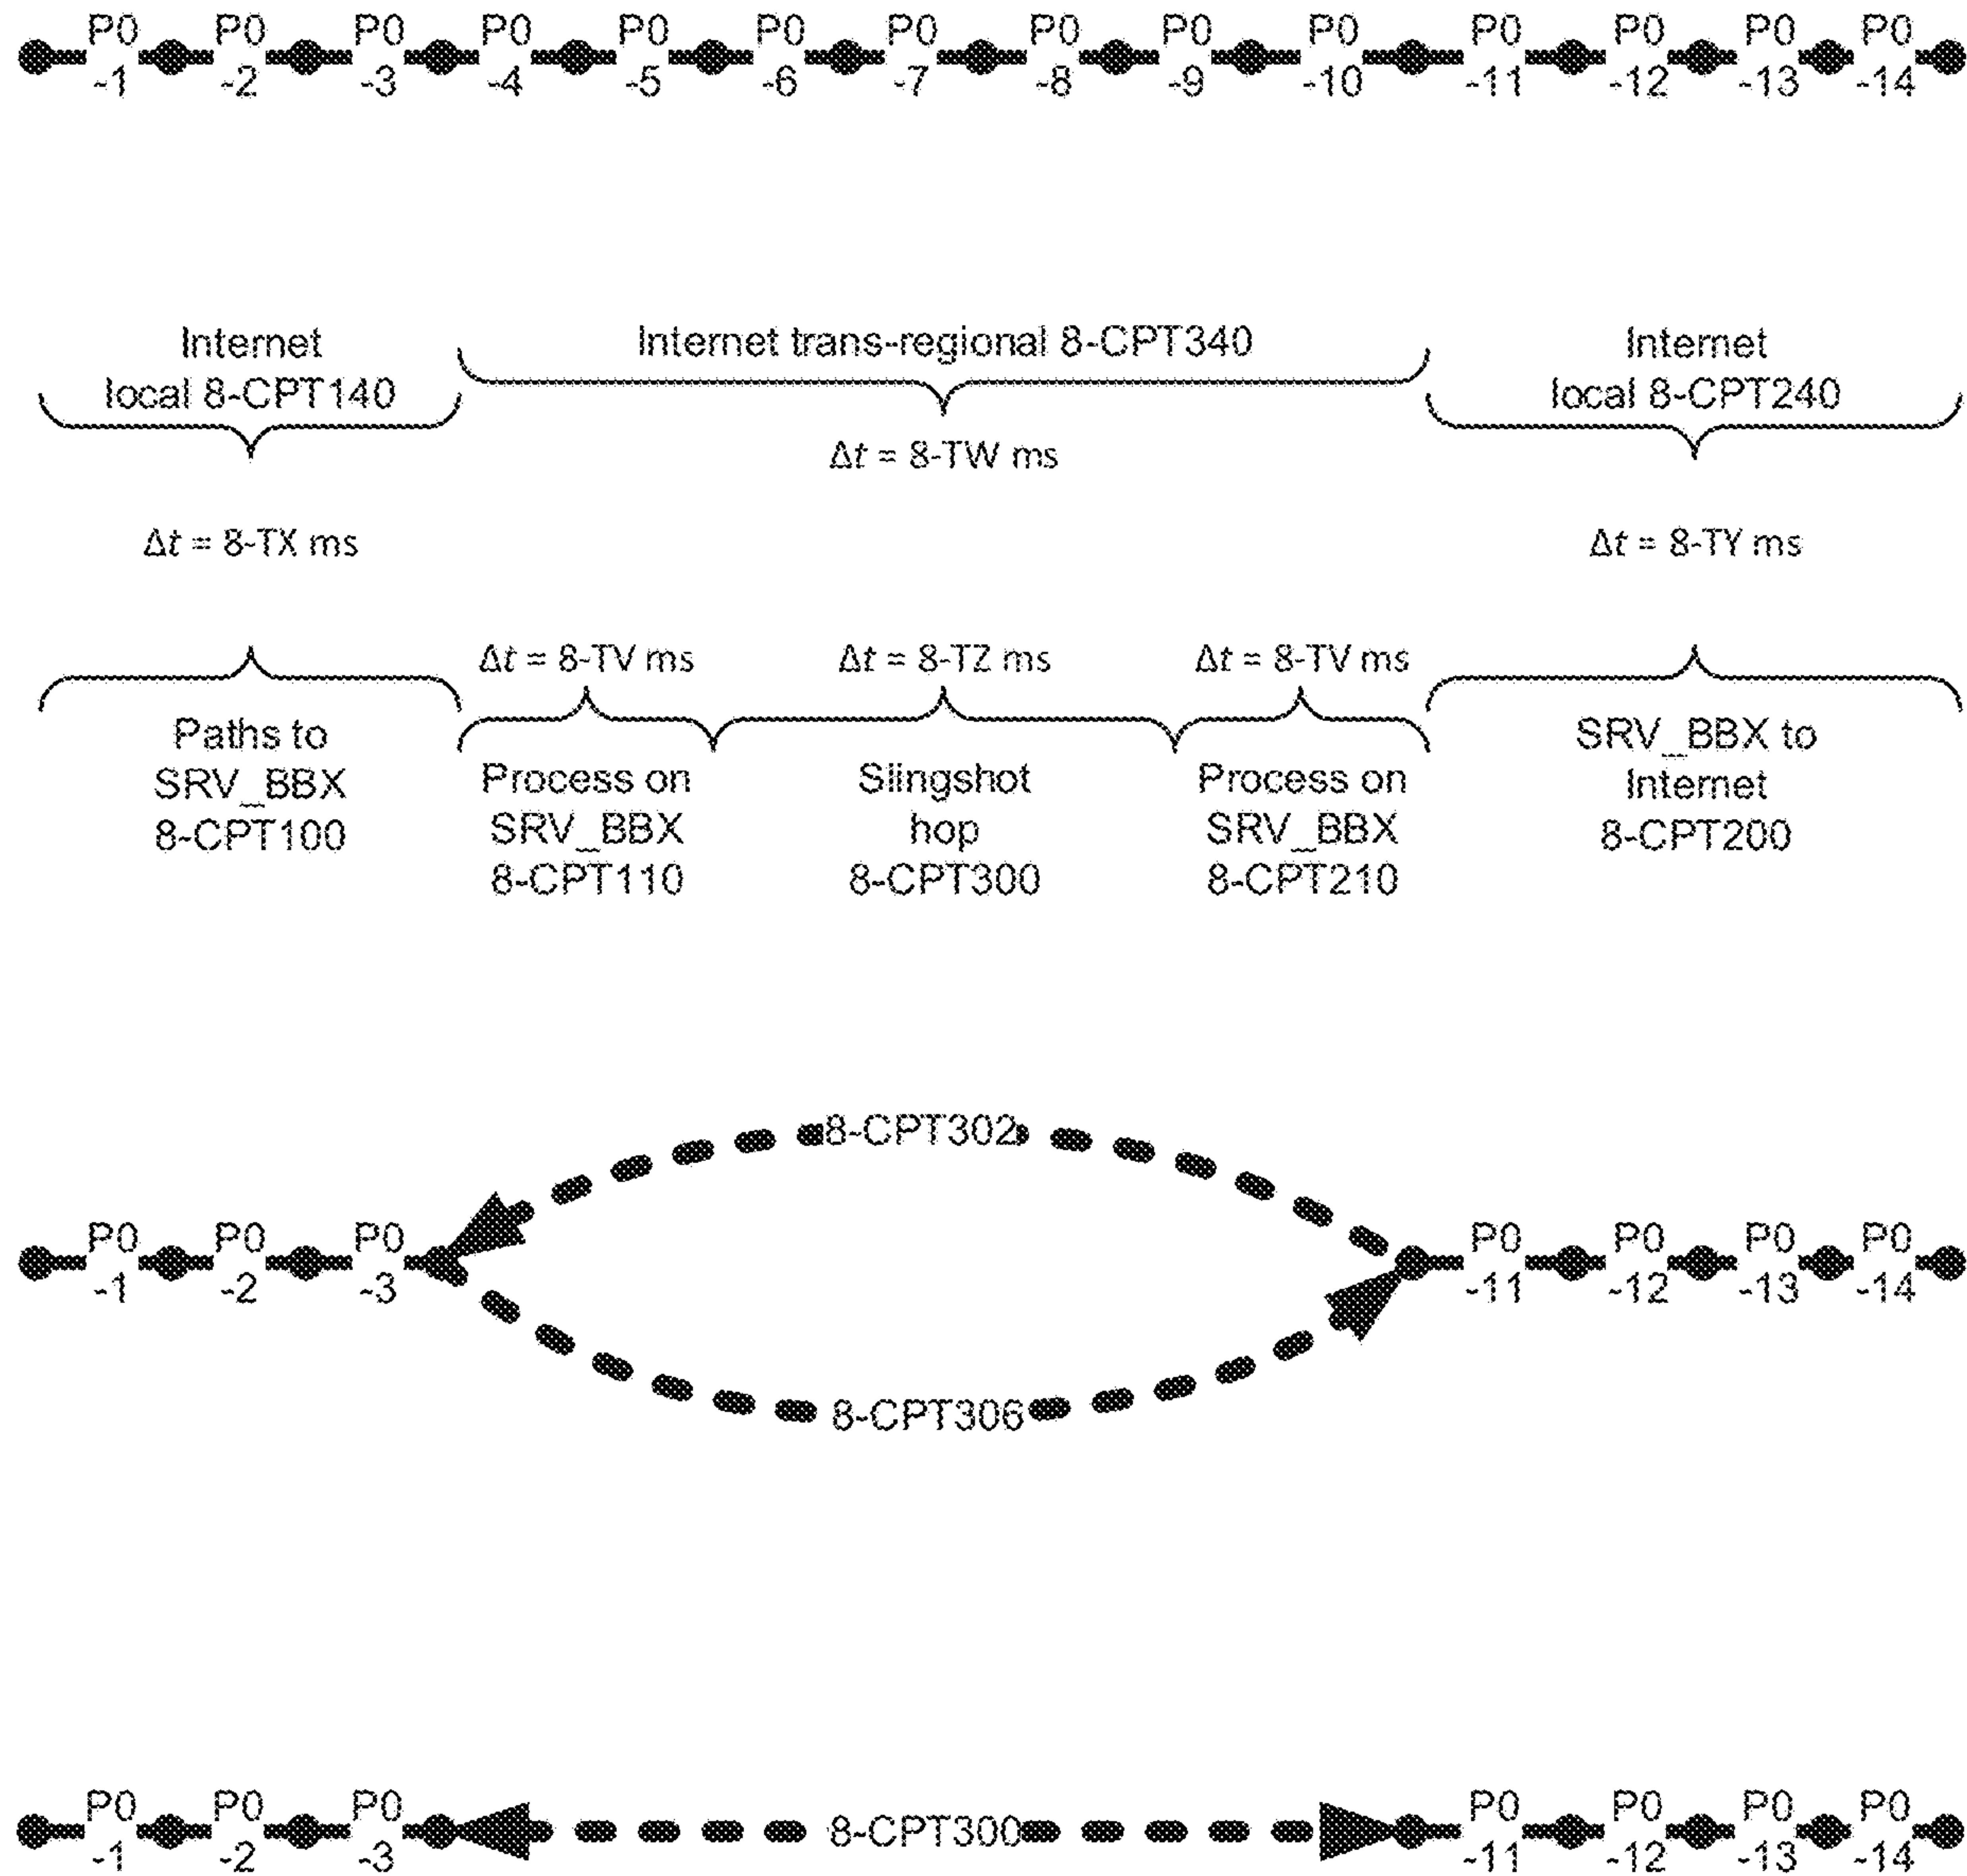 P0 P0 P0 P0 P0 P0 P0 P0 P0 P0 P0 P0 P0 P0
-1 -2 -3 -4 -5 -6 -7 -8 -9 -10 -11 -12 -13 -14
Internet
local 8-CPT140
Internet trans-regional 8-CPT340
Internet
local 8-CPT240
Δt = 8-TW ms
Δt = 8-TX ms
Δt = 8-TY ms
Δt = 8-TV ms
Δt = 8-TZ ms
Δt = 8-TV ms
Paths to
SRV_BBX
8-CPT100
Process on
SRV_BBX
8-CPT110
Slingshot
hop
8-CPT300
Process on
SRV_BBX
8-CPT210
SRV_BBX to
Internet
8-CPT200
8-CPT302
P0 P0 P0 P0 P0 P0 P0
-1 -2 -3 -11 -12 -13 -14
8-CPT306
P0 P0 P0 8-CPT300 P0 P0 P0 P0
-1 -2 -3 -11 -12 -13 -14